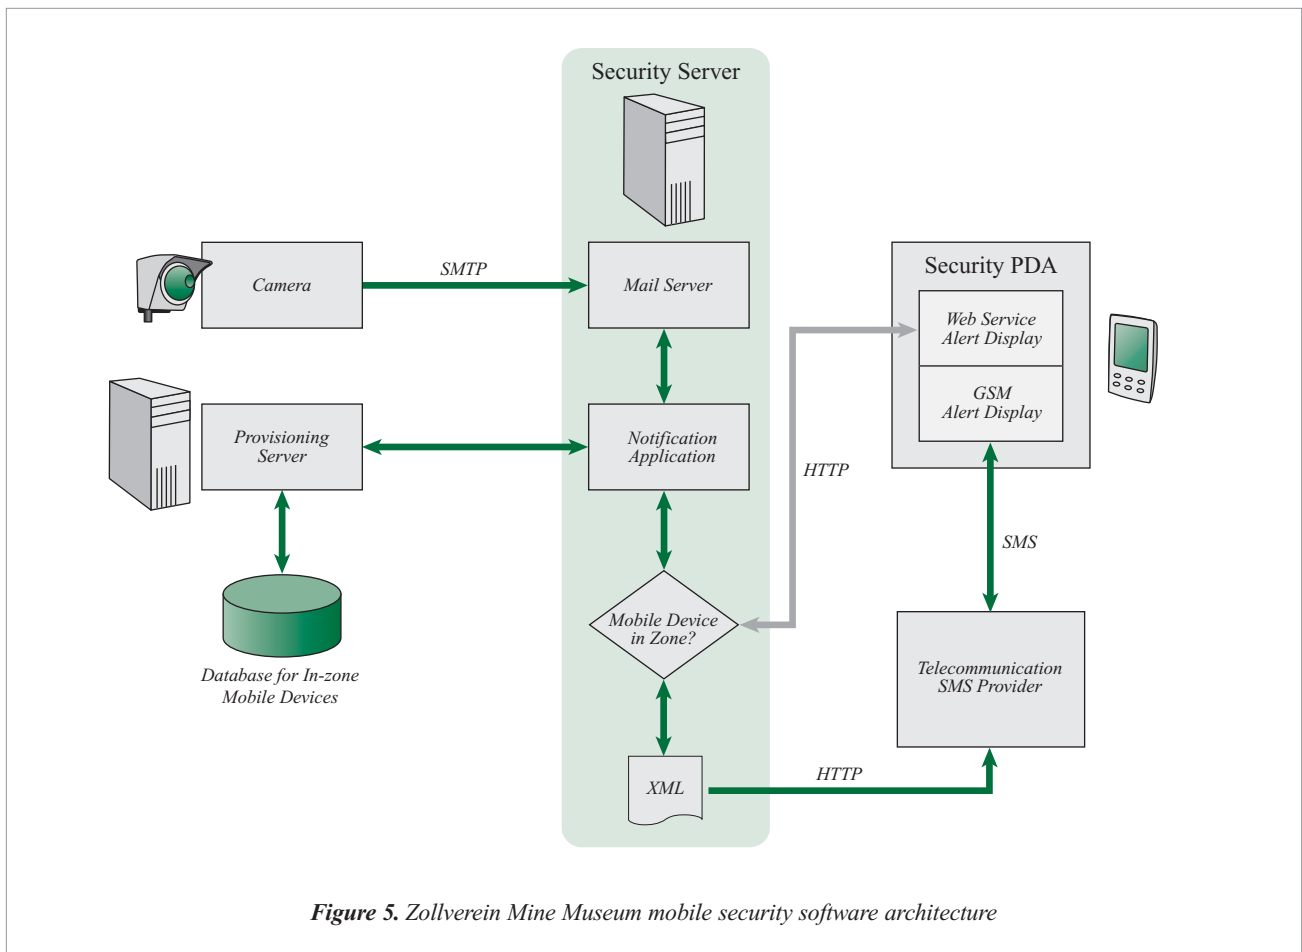 Security Server
Camera
SMTP
Mail Server
Security PDA
Web Service
Alert Display
GSM
Alert Display
Provisioning
Server
Notification
Application
HTTP
SMS
Database for In-zone
Mobile Devices
Mobile Device
in Zone?
Telecommunication
SMS Provider
XML
HTTP
Figure 5. Zollverein Mine Museum mobile security software architecture